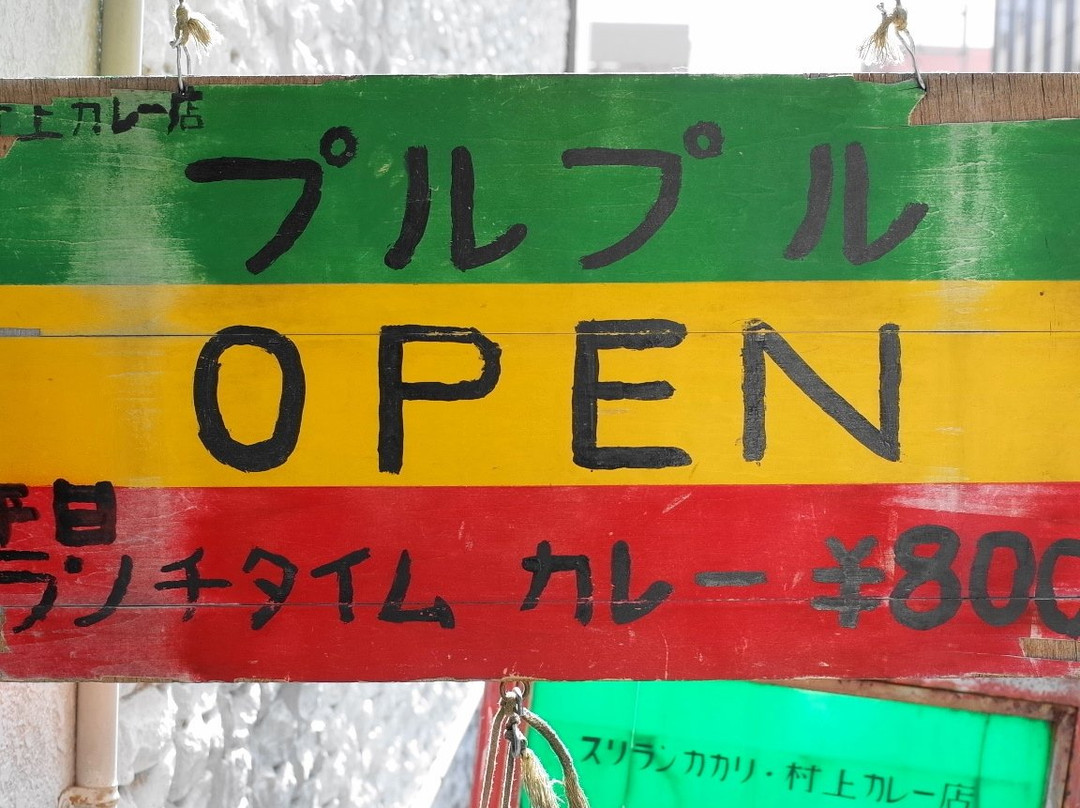 村上カレー店
プルプル
OPEN
平日
ランチタイム カレー ¥800
スリランカカリ・村上カレー店